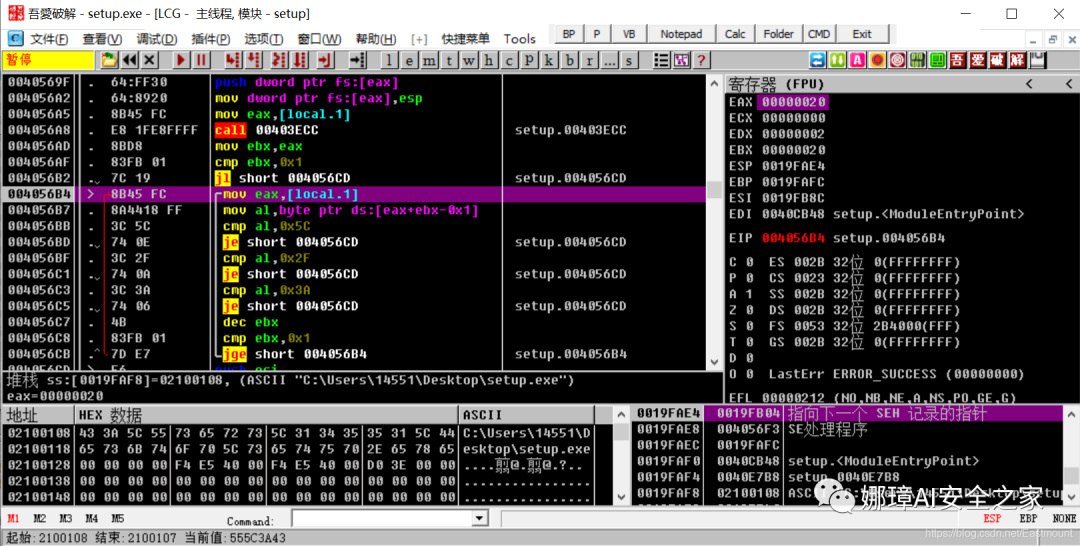 吾愛破解 - setup.exe - [LCG - 主线程, 模块 - setup]
文件(F) 查看(V) 调试(D) 插件(P) 选项(T) 窗口(W) 帮助(H) [+] 快捷菜单 Tools BP P VB Notepad Calc Folder CMD Exit
暂停 l e m t w h c p k b r ... s ? 吾 爱 破 解
0040569F . 64:FF30 push dword ptr fs:[eax]
004056A2 . 64:8920 mov dword ptr fs:[eax],esp
004056A5 . 8B45 FC mov eax,[local.1]
004056A8 . E8 1FE8FFFF call 00403ECC setup.00403ECC
004056AD . 8BD8 mov ebx,eax
004056AF . 83FB 01 cmp ebx,0x1
004056B2 . 7C 19 jl short 004056CD setup.004056CD
004056B4 > 8B45 FC mov eax,[local.1]
004056B7 . 8A4418 FF mov al,byte ptr ds:[eax+ebx-0x1]
004056BB . 3C 5C cmp al,0x5C
004056BD . 74 0E je short 004056CD setup.004056CD
004056BF . 3C 2F cmp al,0x2F
004056C1 . 74 0A je short 004056CD setup.004056CD
004056C3 . 3C 3A cmp al,0x3A
004056C5 . 74 06 je short 004056CD setup.004056CD
004056C7 . 4B dec ebx
004056C8 . 83FB 01 cmp ebx,0x1
004056CB .^ 7D E7 jge short 004056B4 setup.004056B4
堆栈 ss:[0019FAF8]=02100108, (ASCII "C:\Users\14551\Desktop\setup.exe")
eax=00000020
寄存器 (FPU) < <
EAX 00000020
ECX 00000000
EDX 00000002
EBX 00000020
ESP 0019FAE4
EBP 0019FAFC
ESI 0019FB8C
EDI 0040CB48 setup.<ModuleEntryPoint>
EIP 004056B4 setup.004056B4
C 0 ES 002B 32位 0(FFFFFFFF)
P 0 CS 0023 32位 0(FFFFFFFF)
A 1 SS 002B 32位 0(FFFFFFFF)
Z 0 DS 002B 32位 0(FFFFFFFF)
S 0 FS 0053 32位 2B4000(FFF)
T 0 GS 002B 32位 0(FFFFFFFF)
D 0
O 0 LastErr ERROR_SUCCESS (00000000)
EFL 00000212 (NO,NB,NE,A,NS,PO,GE,G)
地址 HEX 数据 ASCII
02100108 43 3A 5C 55 73 65 72 73 5C 31 34 35 35 31 5C 44 C:\Users\14551\D
02100118 65 73 6B 74 6F 70 5C 73 65 74 75 70 2E 65 78 65 esktop\setup.exe
02100128 00 00 00 00 F4 E5 40 00 F4 E5 40 00 D0 3E 00 00 ....翦@.翦@.?..
02100138 00 00 00 00 00 00 00 00 00 00 00 00 00 00 00 00 ................
02100148 00 00 00 00 00 00 00 00 00 00 00 00 00 00 00 00 ................
0019FAE4 0019FB04 指向下一个 SEH 记录的指针
0019FAE8 004056F3 SE处理程序
0019FAEC 0019FAFC
0019FAF0 0040CB48 setup.<ModuleEntryPoint>
0019FAF4 0040E7B8 setup.0040E7B8
0019FAF8 02100108
娜璋AI安全之家
M1 M2 M3 M4 M5 Command: ESP EBP NONE
起始: 2100108 结束: 2100107 当前值: 555C3A43
https://blog.csdn.net/Eastmount